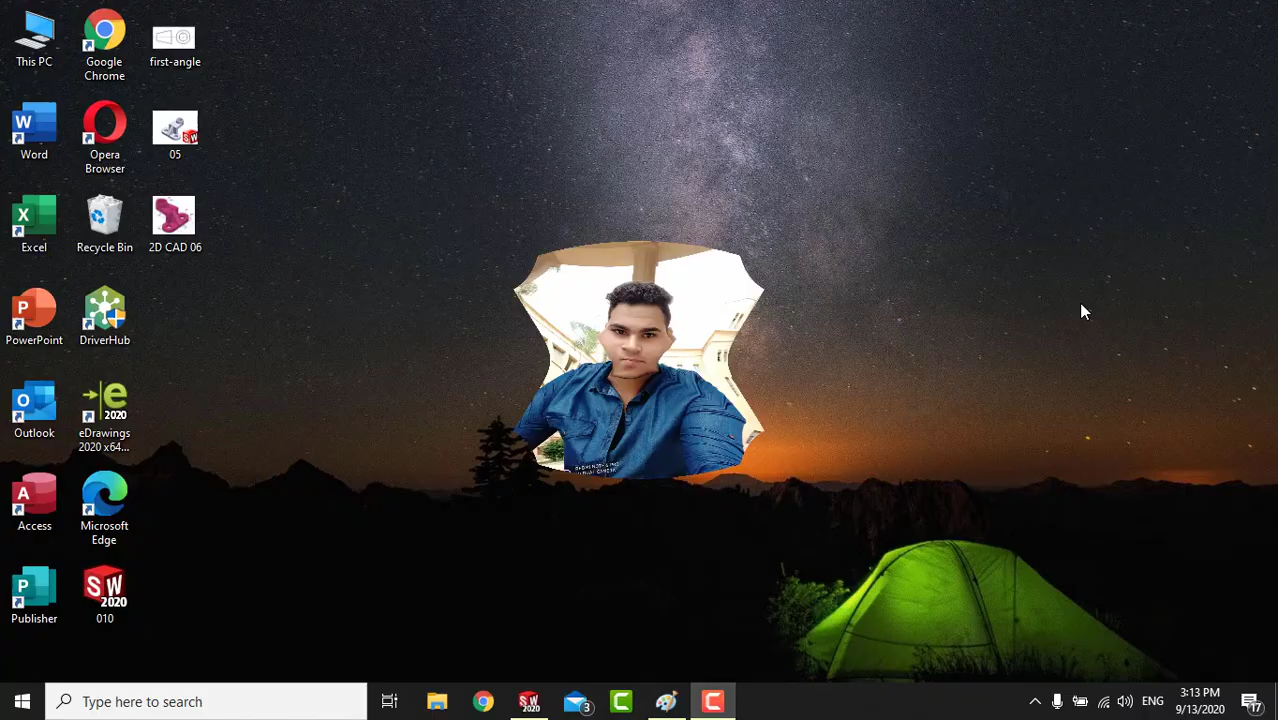 This PC
Google
Chrome
first-angle
W
Word
Opera
Browser
SW
05
X
Excel
Recycle Bin
2D CAD 06
P
PowerPoint
DriverHub
O
Outlook
e
2020
eDrawings
2020 x64...
A
Access
Microsoft
Edge
P
Publisher
SW
2020
010
Type here to search
SW
2020
3
C
C
ENG
3:13 PM
9/13/2020
17